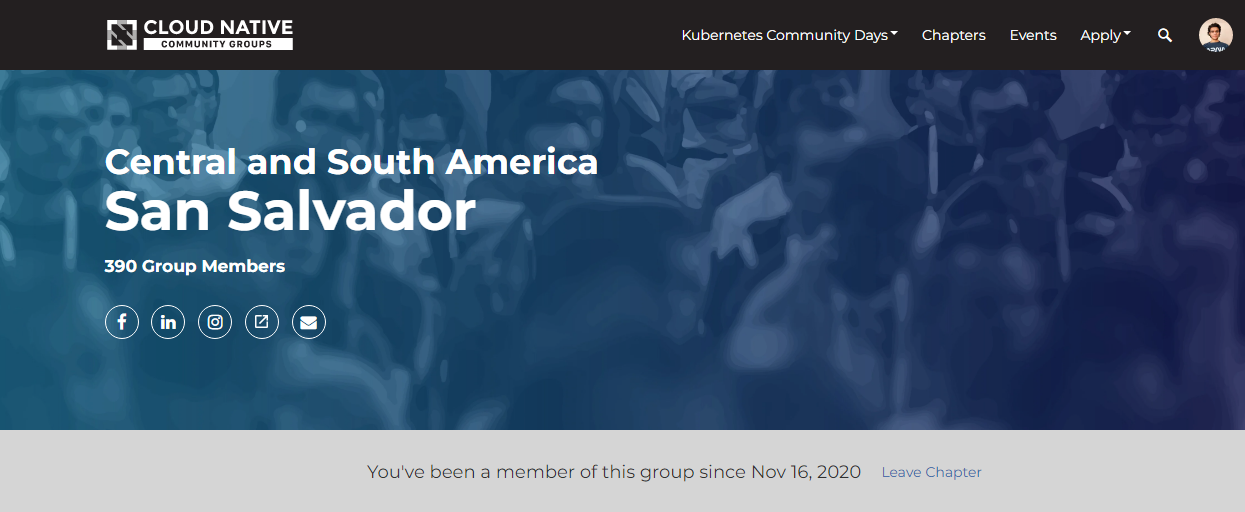 CLOUD NATIVE
COMMUNITY GROUPS
Kubernetes Community Days Chapters Events Apply
Central and South America
San Salvador
390 Group Members
f in
You've been a member of this group since Nov 16, 2020 Leave Chapter